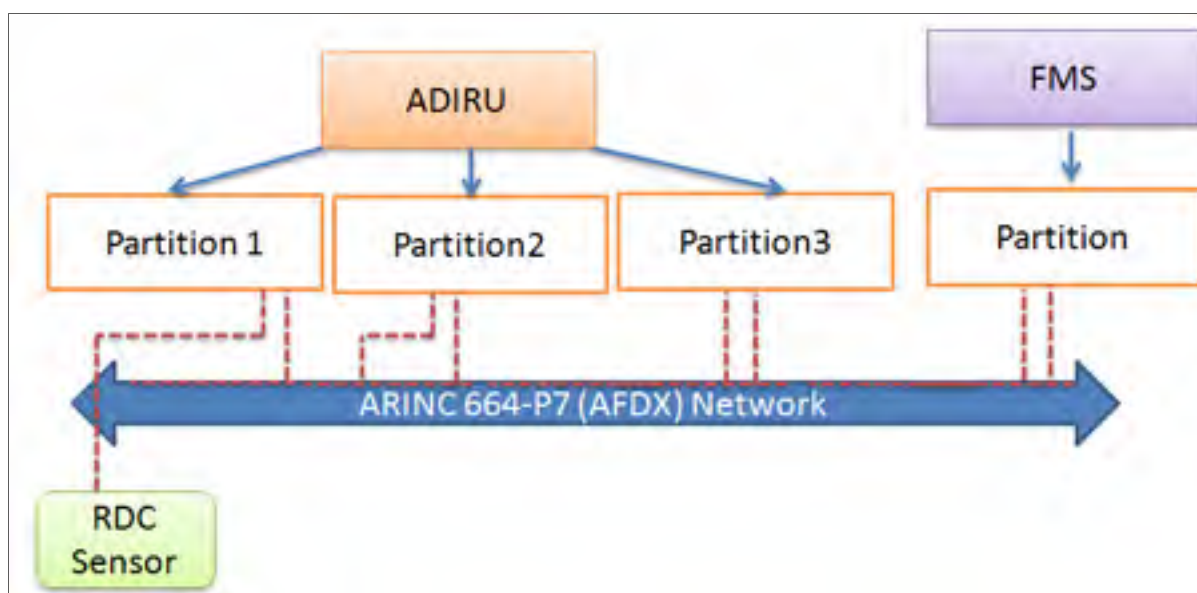 ADIRU
FMS
Partition 1
Partition2
Partition3
Partition
ARINC 664-P7 (AFDX) Network
RDC
Sensor